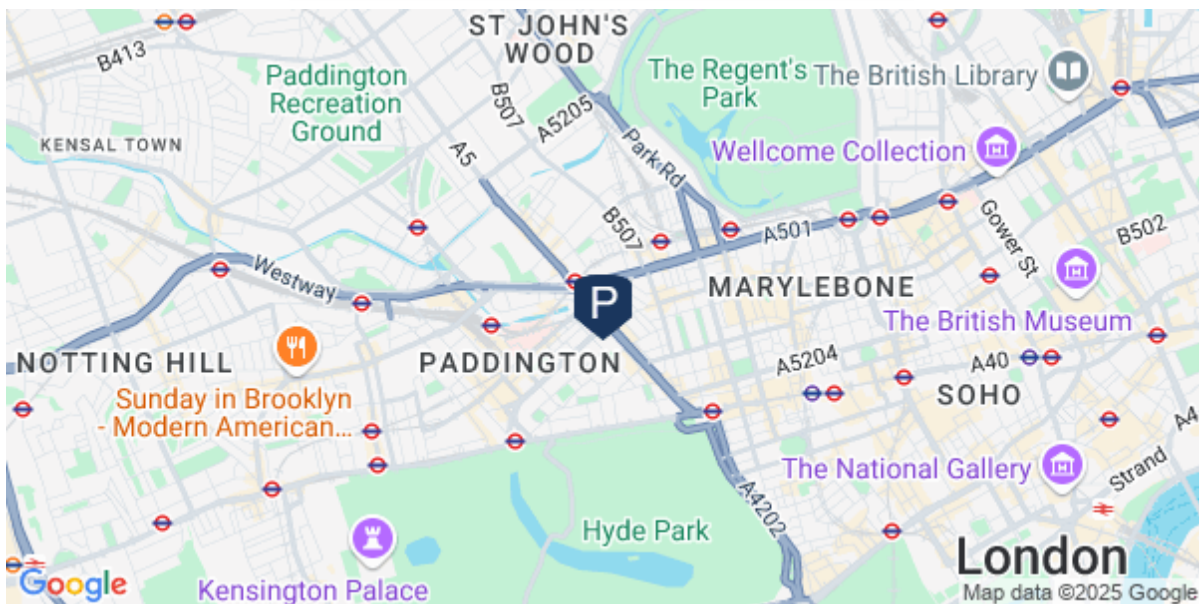 ST JOHN'S
WOOD
B413
Paddington
Recreation
Ground
B507
A5205
The Regent's
Park
The British Library
KENSAL TOWN
A5
Park Rd
Wellcome Collection
B507
A501
Gower St
B502
Westway
MARYLEBONE
P
The British Museum
NOTTING HILL
PADDINGTON
A5204
A40
SOHO
Sunday in Brooklyn
- Modern American...
The National Gallery
A4
Strand
A4202
Hyde Park
London
Google
Kensington Palace
Map data ©2025 Google